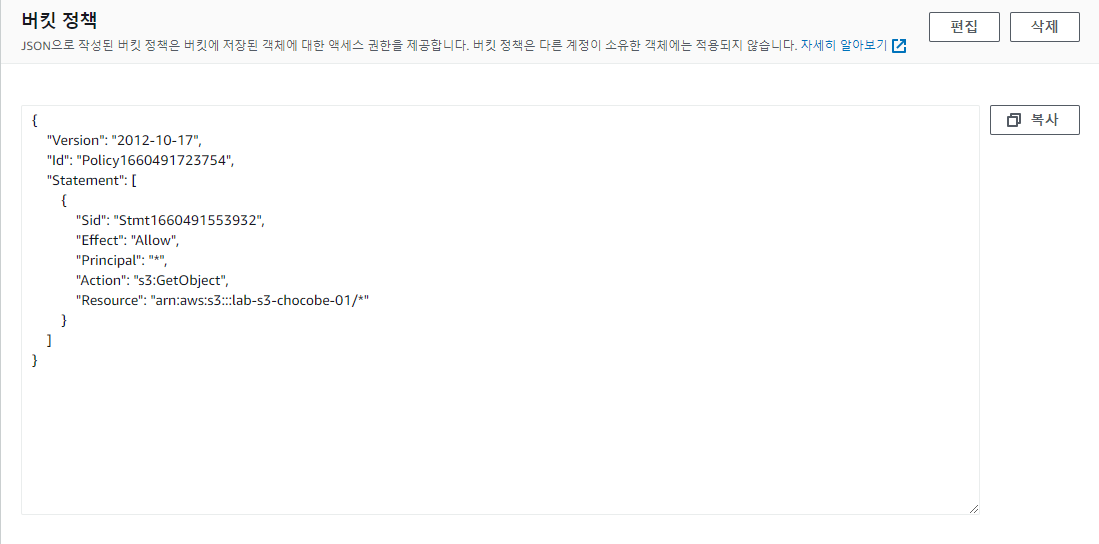 버킷 정책
JSON으로 작성된 버킷 정책은 버킷에 저장된 객체에 대한 액세스 권한을 제공합니다. 버킷 정책은 다른 계정이 소유한 객체에는 적용되지 않습니다. 자세히 알아보기
편집
삭제
복사
{
    "Version": "2012-10-17",
    "Id": "Policy1660491723754",
    "Statement": [
        {
            "Sid": "Stmt1660491553932",
            "Effect": "Allow",
            "Principal": "*",
            "Action": "s3:GetObject",
            "Resource": "arn:aws:s3:::lab-s3-chocobe-01/*"
        }
    ]
}